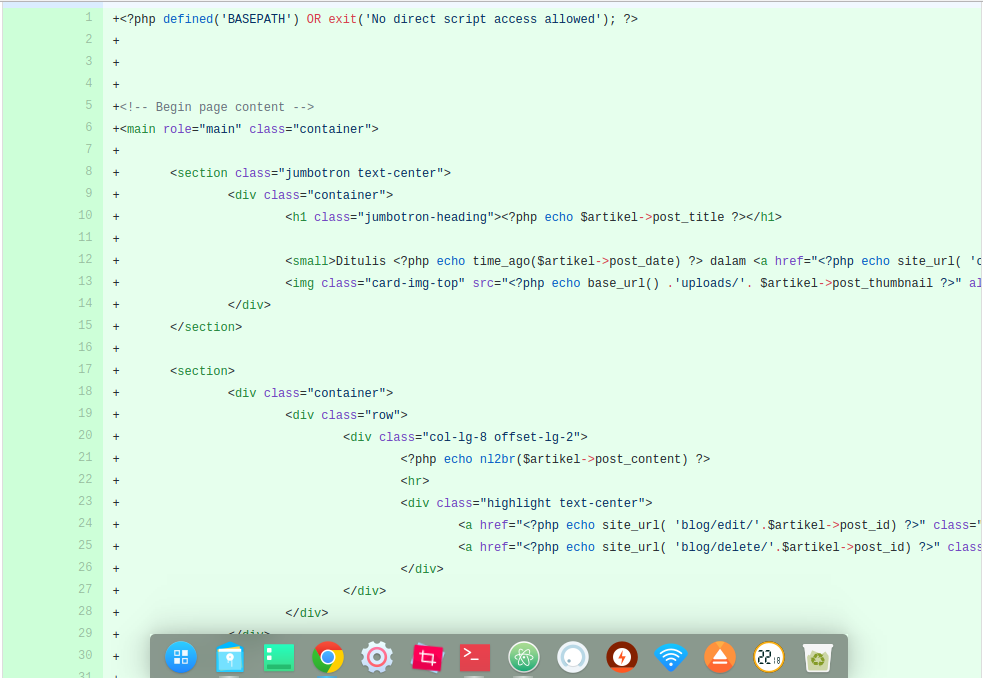 1 +<?php defined('BASEPATH') OR exit('No direct script access allowed'); ?>
2 +
3 +
4 +
5 +<!-- Begin page content -->
6 +<main role="main" class="container">
7 +
8 + <section class="jumbotron text-center">
9 + <div class="container">
10 + <h1 class="jumbotron-heading"><?php echo $artikel->post_title ?></h1>
11 +
12 + <small>Ditulis <?php echo time_ago($artikel->post_date) ?> dalam <a href="<?php echo site_url( '
13 + <img class="card-img-top" src="<?php echo base_url() .'uploads/'. $artikel->post_thumbnail ?>" al
14 + </div>
15 + </section>
16 +
17 + <section>
18 + <div class="container">
19 + <div class="row">
20 + <div class="col-lg-8 offset-lg-2">
21 + <?php echo nl2br($artikel->post_content) ?>
22 + <hr>
23 + <div class="highlight text-center">
24 + <a href="<?php echo site_url( 'blog/edit/'.$artikel->post_id) ?>" class="
25 + <a href="<?php echo site_url( 'blog/delete/'.$artikel->post_id) ?>" class
26 + </div>
27 + </div>
28 + </div>
29 + </div>
30 +
31 +
22 18